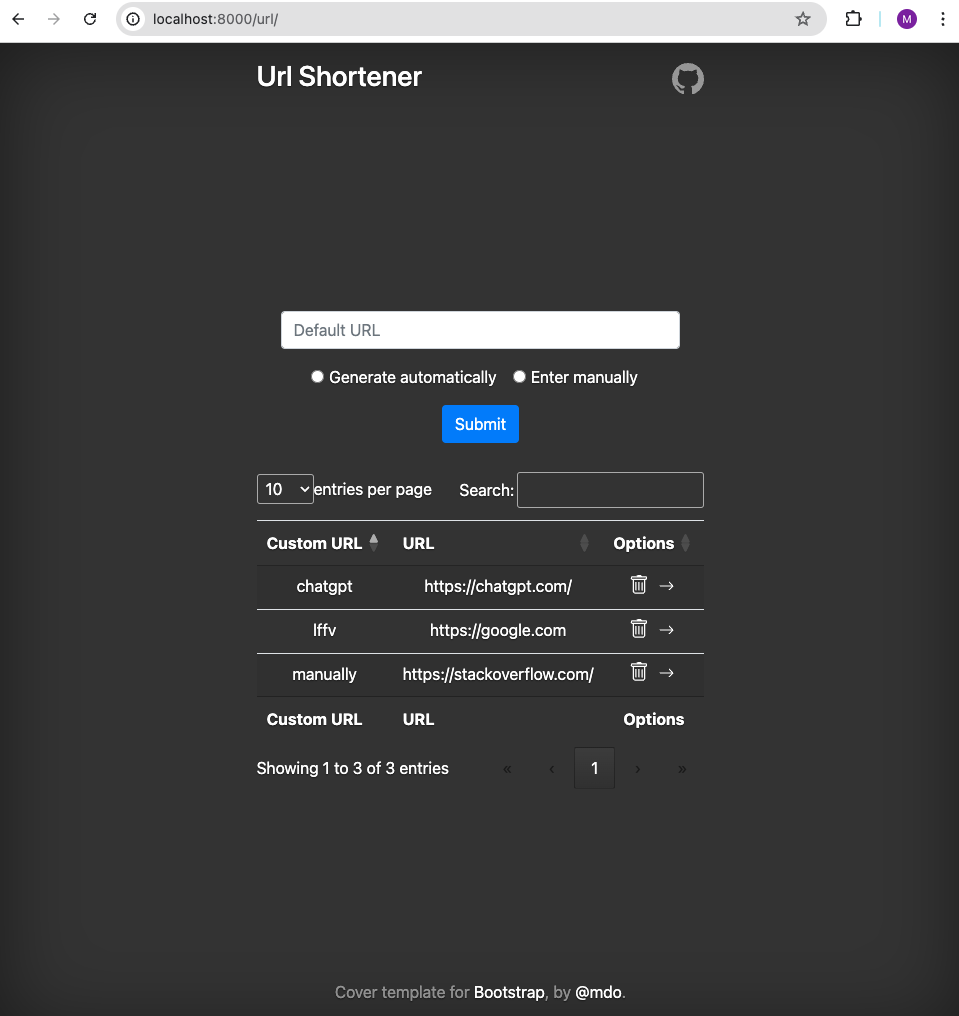 localhost:8000/url/
M
Url Shortener
Default URL
Generate automatically Enter manually
Submit
10 entries per page Search:
Custom URL URL Options
chatgpt https://chatgpt.com/ →
lffv https://google.com →
manually https://stackoverflow.com/ →
Custom URL URL Options
Showing 1 to 3 of 3 entries « ‹ 1 › »
Cover template for Bootstrap, by @mdo.